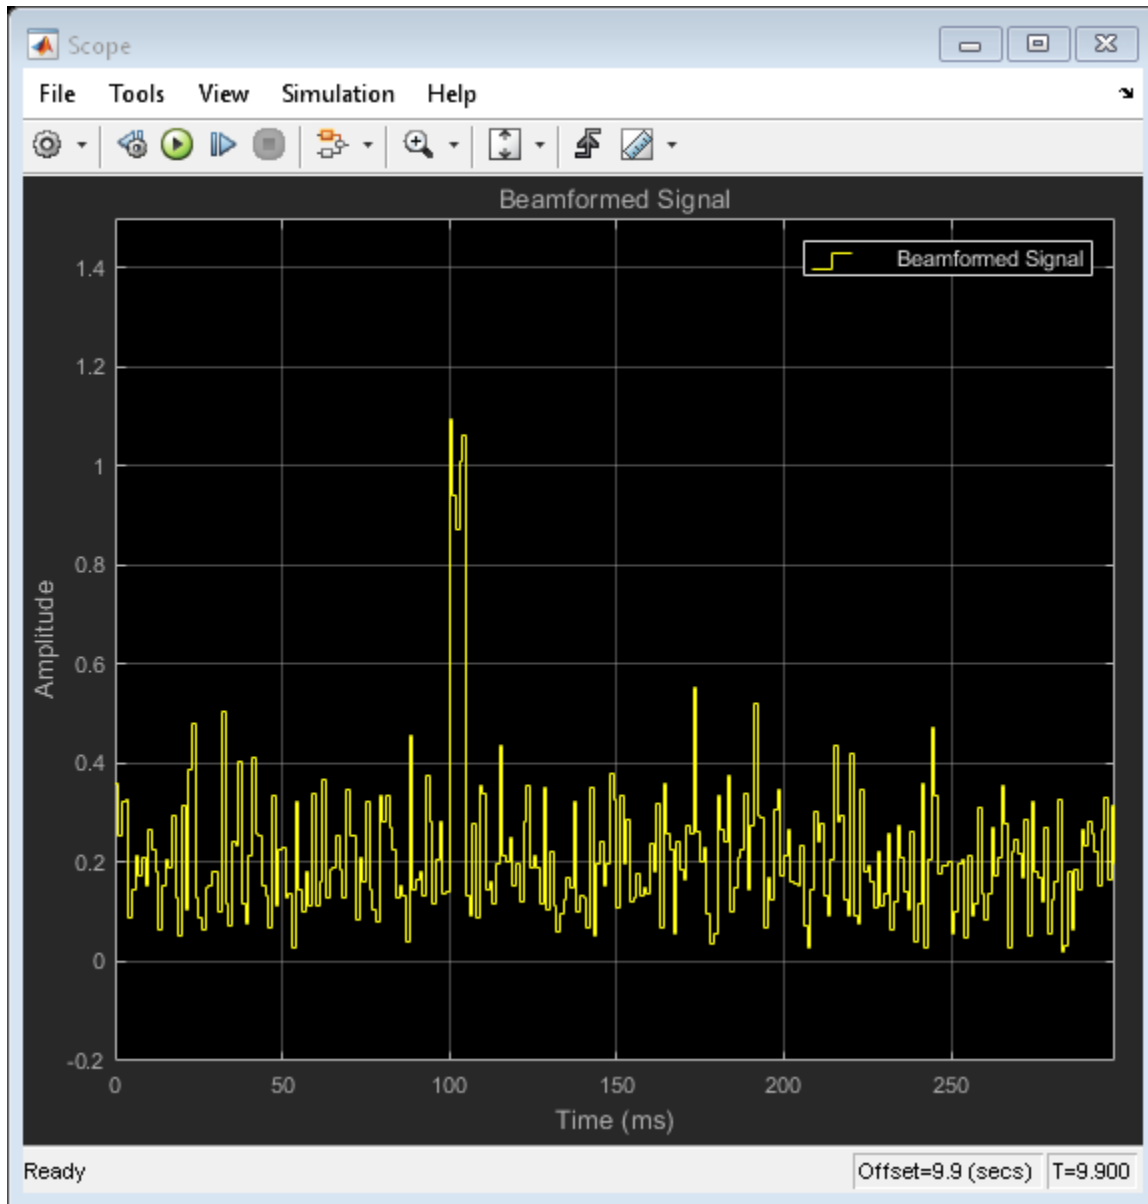 Scope
File Tools View Simulation Help
Beamformed Signal
Beamformed Signal
1.4
1.2
1
0.8
0.6
0.4
0.2
0
-0.2
Amplitude
0 50 100 150 200 250
Time (ms)
Ready Offset=9.9 (secs) T=9.900